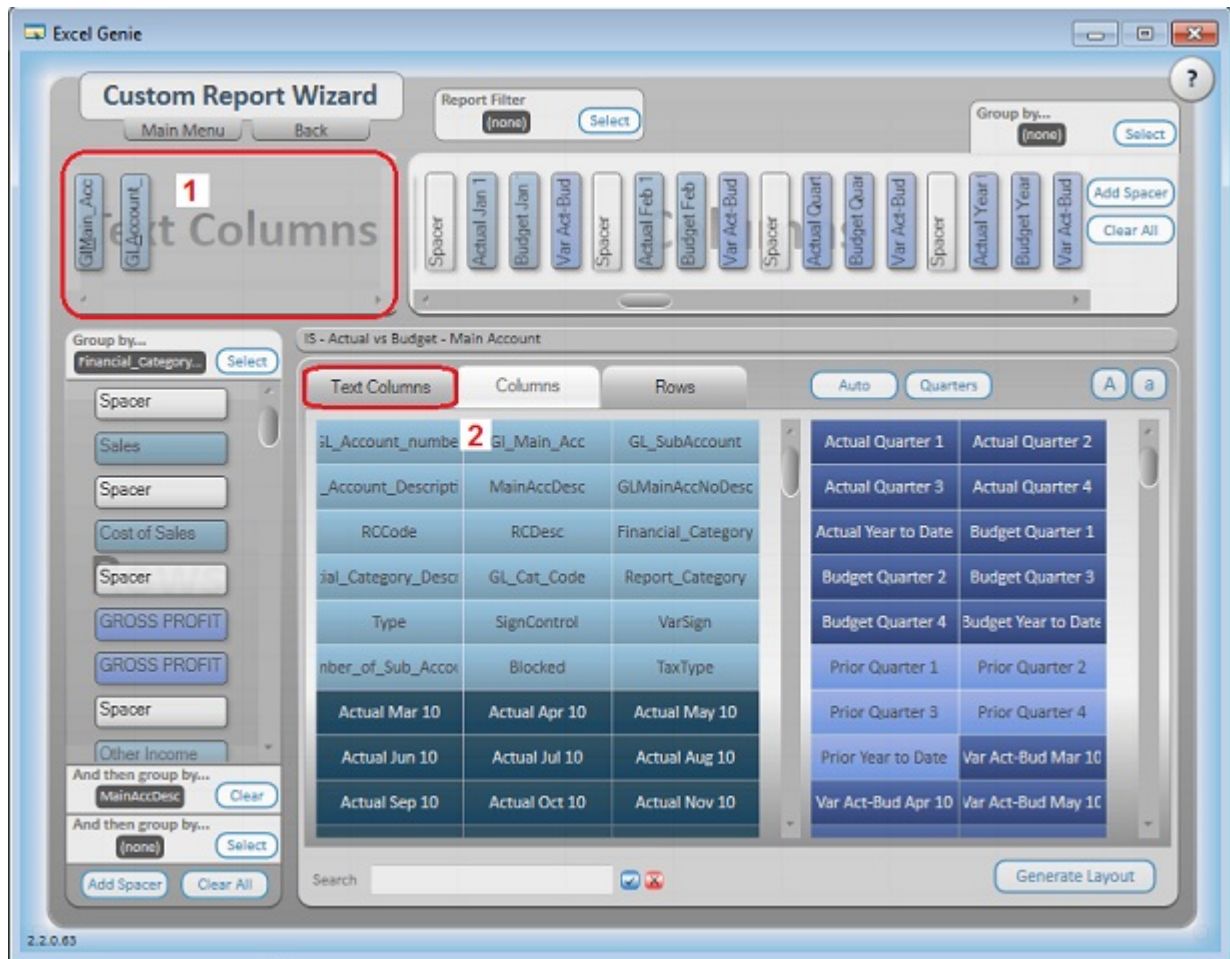 Excel Genie
?
Custom Report Wizard
Main Menu
Back
Report Filter
(none)
Select
Group by...
(none)
Select
1
GlMain_Acc
GLAccount_
Text Columns
Spacer
Actual Jan 1
Budget Jan
Var Act-Bud
Spacer
Actual Feb 1
Budget Feb
Var Act-Bud
Spacer
Actual Quart
Budget Quar
Var Act-Bud
Spacer
Actual Year t
Budget Year
Var Act-Bud
Add Spacer
Clear All
Group by...
Financial_Category...
Select
IS - Actual vs Budget - Main Account
Text Columns
Columns
Rows
Auto
Quarters
A
a
Spacer
Sales
Spacer
Cost of Sales
Spacer
GROSS PROFIT
GROSS PROFIT
Spacer
Other Income
2
GL_Account_numbe GI_Main_Acc GL_SubAccount
_Account_Descripti MainAccDesc GLMainAccNoDesc
RCCode RCDesc Financial_Category
cial_Category_Descr GL_Cat_Code Report_Category
Type SignControl VarSign
nber_of_Sub_Accou Blocked TaxType
Actual Mar 10 Actual Apr 10 Actual May 10
Actual Jun 10 Actual Jul 10 Actual Aug 10
Actual Sep 10 Actual Oct 10 Actual Nov 10
Actual Quarter 1 Actual Quarter 2
Actual Quarter 3 Actual Quarter 4
Actual Year to Date Budget Quarter 1
Budget Quarter 2 Budget Quarter 3
Budget Quarter 4 Budget Year to Date
Prior Quarter 1 Prior Quarter 2
Prior Quarter 3 Prior Quarter 4
Prior Year to Date Var Act-Bud Mar 10
Var Act-Bud Apr 10 Var Act-Bud May 10
And then group by...
MainAccDesc
Clear
And then group by...
(none)
Select
Add Spacer
Clear All
Search
Generate Layout
2.2.0.63